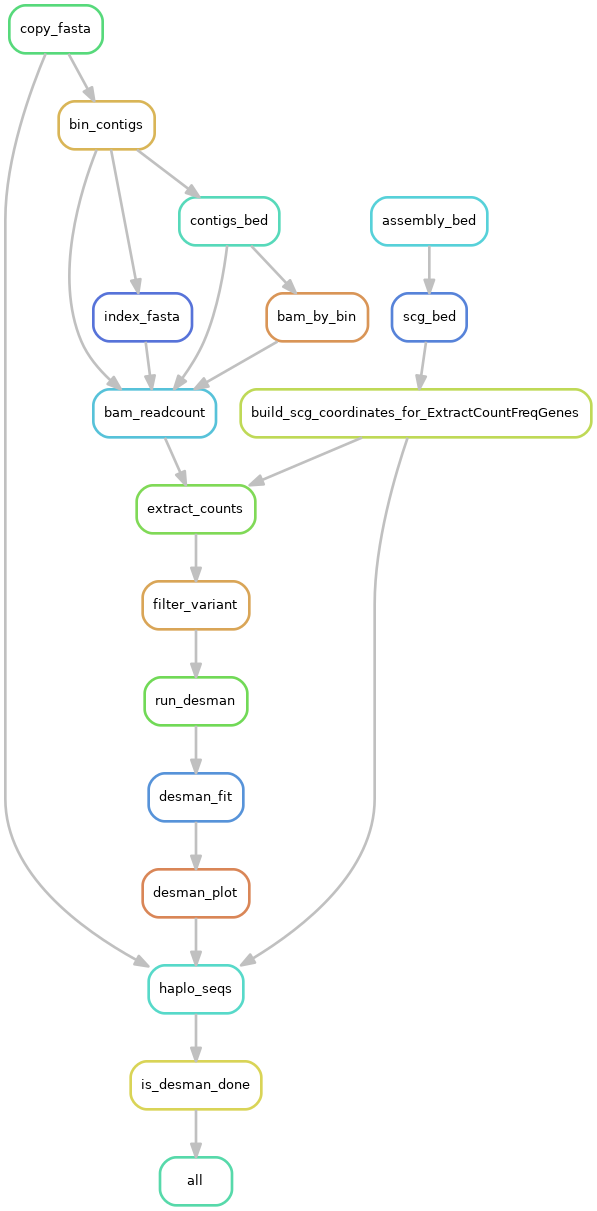 copy_fasta
bin_contigs
contigs_bed
assembly_bed
index_fasta
bam_by_bin
scg_bed
bam_readcount
build_scg_coordinates_for_ExtractCountFreqGenes
extract_counts
filter_variant
run_desman
desman_fit
desman_plot
haplo_seqs
is_desman_done
all